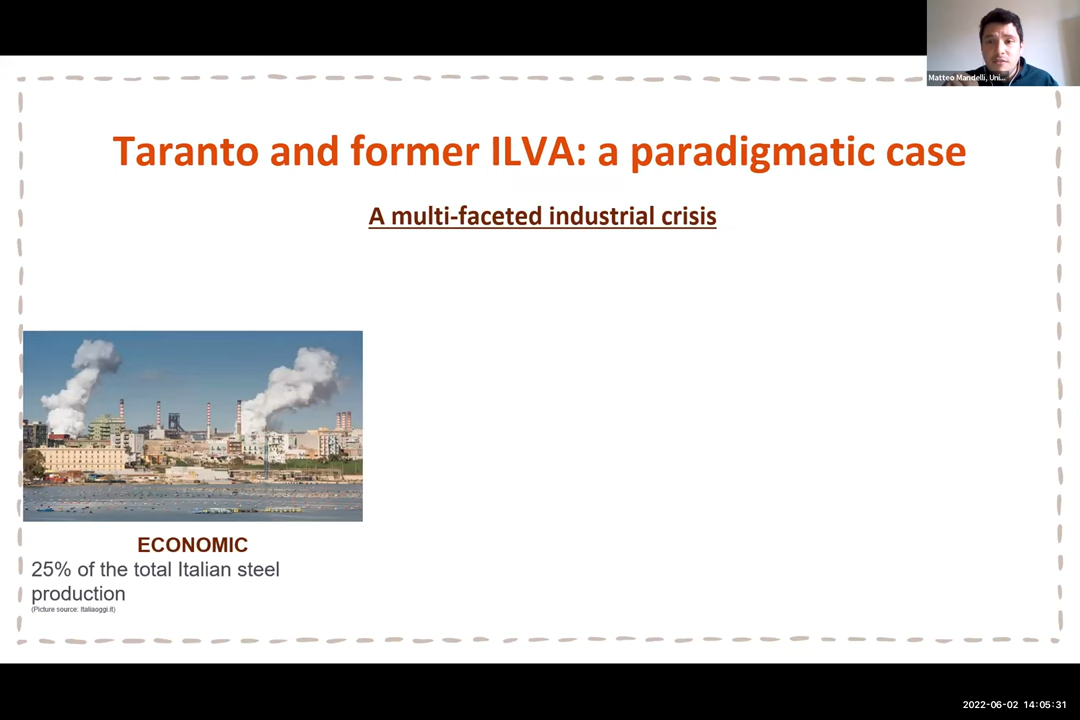 Matteo Mandelli, Uni...
Taranto and former ILVA: a paradigmatic case
A multi-faceted industrial crisis
ECONOMIC
25% of the total Italian steel
production
(Picture source: Italiaoggi.it)
2022-06-02 14:05:31